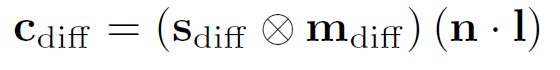 c_diff = (s_diff ⊗ m_diff) (n · l)